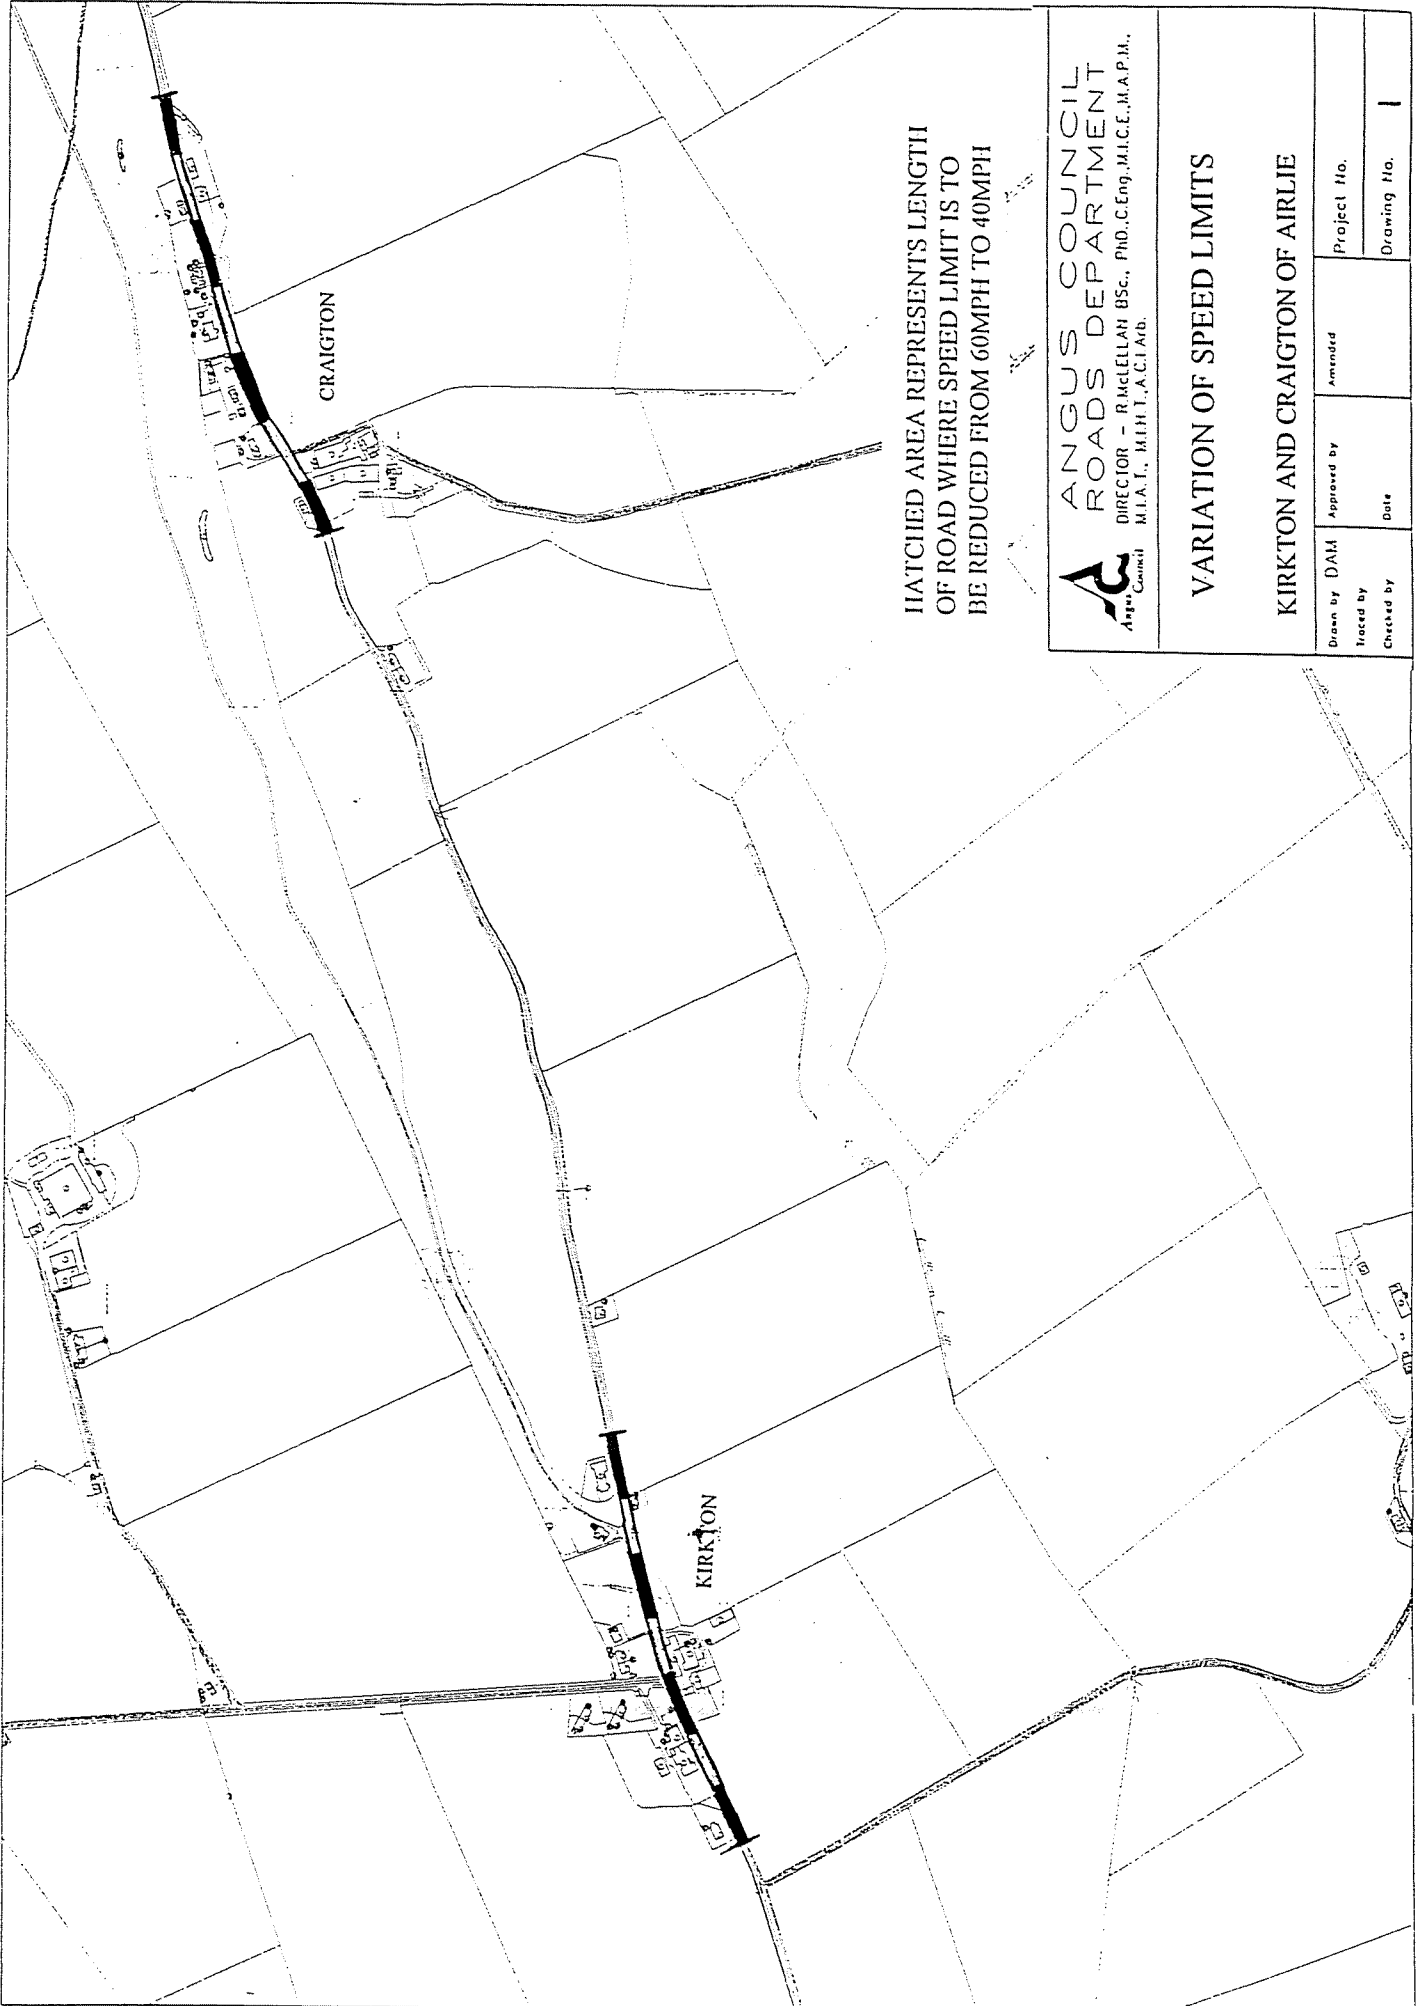 CRAIGTON
KIRKTON
HATCHED AREA REPRESENTS LENGTH
OF ROAD WHERE SPEED LIMIT IS TO
BE REDUCED FROM 60MPH TO 40MPH
Angus
Council
ANGUS COUNCIL
ROADS DEPARTMENT
DIRECTOR - R.McLELLAN BSc., PhD.,C.Eng.,M.I.C.E.,M.A.P.M.,
M.I.A.T., M.I.H.T.,A.C.I.Arb.
VARIATION OF SPEED LIMITS
KIRKTON AND CRAIGTON OF AIRLIE
Drawn by DAM
Traced by
Checked by
Approved by
Date
Amended
Project No.
Drawing No. 1